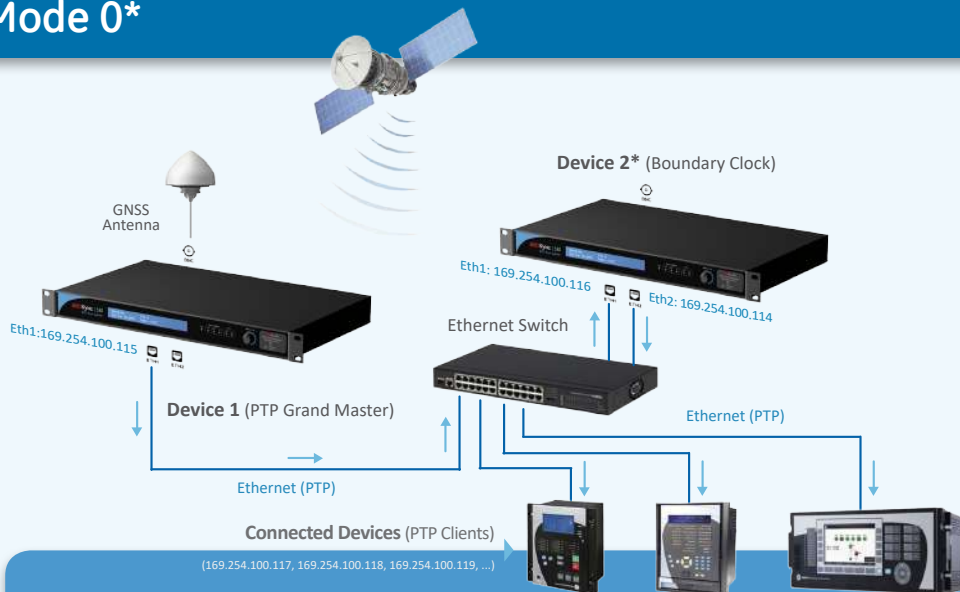 Mode 0*
Device 2* (Boundary Clock)
GNSS
Antenna
Eth1: 169.254.100.116
Eth2: 169.254.100.114
Ethernet Switch
Eth1:169.254.100.115
ETH1
ETH2
Device 1 (PTP Grand Master)
Ethernet (PTP)
Ethernet (PTP)
Connected Devices (PTP Clients)
(169.254.100.117, 169.254.100.118, 169.254.100.119, ...)